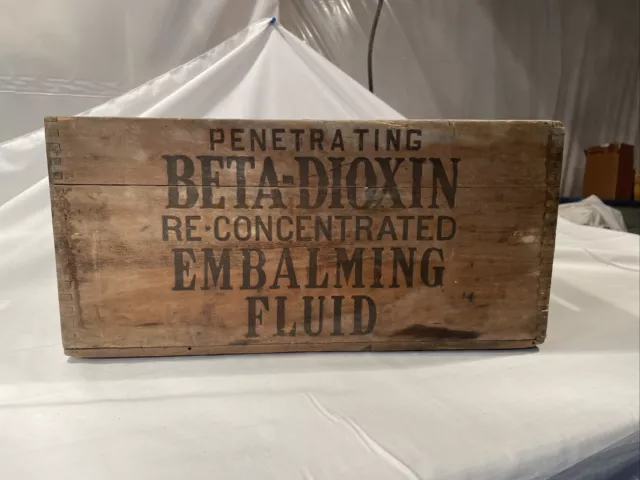 PENETRATING
BETA-DIOXIN
RE-CONCENTRATED
EMBALMING
FLUID